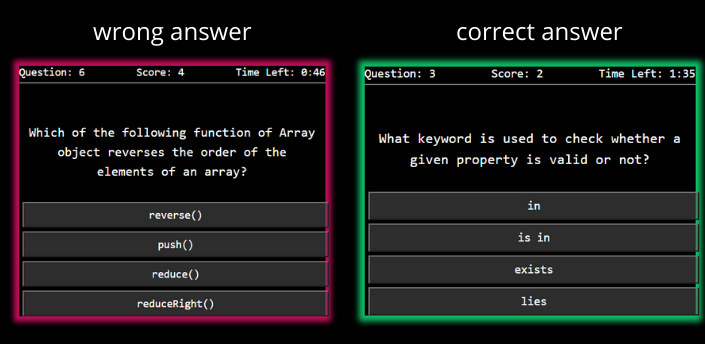 wrong answer
correct answer
Question: 6 Score: 4 Time Left: 0:46
Which of the following function of Array
object reverses the order of the
elements of an array?
reverse()
push()
reduce()
reduceRight()
Question: 3 Score: 2 Time Left: 1:35
What keyword is used to check whether a
given property is valid or not?
in
is in
exists
lies